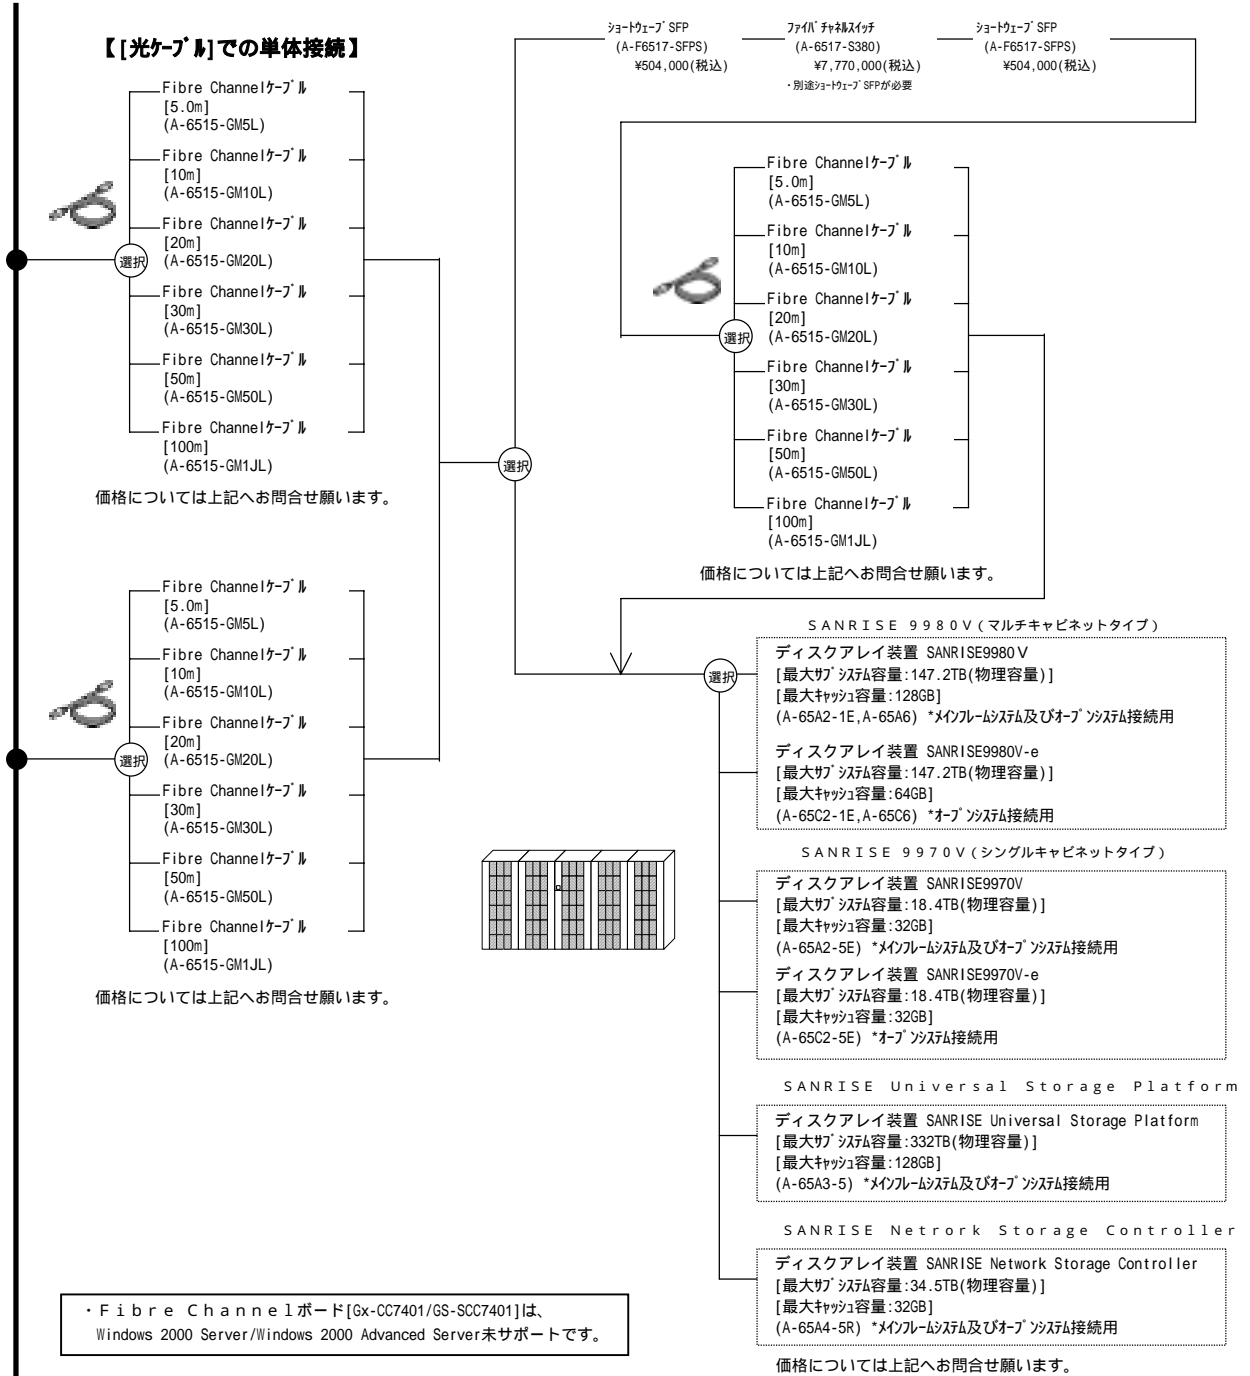 【[光ｹｰﾌﾞﾙ]での単体接続】
Fibre Channelｹｰﾌﾞﾙ
[5.0m]
(A-6515-GM5L)
Fibre Channelｹｰﾌﾞﾙ
[10m]
(A-6515-GM10L)
Fibre Channelｹｰﾌﾞﾙ
[20m]
選択
(A-6515-GM20L)
Fibre Channelｹｰﾌﾞﾙ
[30m]
(A-6515-GM30L)
Fibre Channelｹｰﾌﾞﾙ
[50m]
(A-6515-GM50L)
Fibre Channelｹｰﾌﾞﾙ
[100m]
(A-6515-GM1JL)
価格については上記へお問合せ願います。
Fibre Channelｹｰﾌﾞﾙ
[5.0m]
(A-6515-GM5L)
Fibre Channelｹｰﾌﾞﾙ
[10m]
(A-6515-GM10L)
Fibre Channelｹｰﾌﾞﾙ
[20m]
選択
(A-6515-GM20L)
Fibre Channelｹｰﾌﾞﾙ
[30m]
(A-6515-GM30L)
Fibre Channelｹｰﾌﾞﾙ
[50m]
(A-6515-GM50L)
Fibre Channelｹｰﾌﾞﾙ
[100m]
(A-6515-GM1JL)
価格については上記へお問合せ願います。
選択
ｼｮｰﾄｳｪｰﾌﾞSFP
(A-F6517-SFPS)
¥504,000(税込)
ﾌｧｲﾊﾞﾁｬﾈﾙｽｲｯﾁ
(A-6517-S380)
¥7,770,000(税込)
・別途ｼｮｰﾄｳｪｰﾌﾞSFPが必要
ｼｮｰﾄｳｪｰﾌﾞSFP
(A-F6517-SFPS)
¥504,000(税込)
Fibre Channelｹｰﾌﾞﾙ
[5.0m]
(A-6515-GM5L)
Fibre Channelｹｰﾌﾞﾙ
[10m]
(A-6515-GM10L)
Fibre Channelｹｰﾌﾞﾙ
[20m]
選択
(A-6515-GM20L)
Fibre Channelｹｰﾌﾞﾙ
[30m]
(A-6515-GM30L)
Fibre Channelｹｰﾌﾞﾙ
[50m]
(A-6515-GM50L)
Fibre Channelｹｰﾌﾞﾙ
[100m]
(A-6515-GM1JL)
価格については上記へお問合せ願います。
選択
ＳＡＮＲＩＳＥ ９９８０Ｖ(マルチキャビネットタイプ)
ディスクアレイ装置 SANRISE9980V
[最大ｻﾌﾞｼｽﾃﾑ容量:147.2TB(物理容量)]
[最大ｷｬｯｼｭ容量:128GB]
(A-65A2-1E,A-65A6) *ﾒｲﾝﾌﾚｰﾑｼｽﾃﾑ及びｵｰﾌﾟﾝｼｽﾃﾑ接続用
ディスクアレイ装置 SANRISE9980V-e
[最大ｻﾌﾞｼｽﾃﾑ容量:147.2TB(物理容量)]
[最大ｷｬｯｼｭ容量:64GB]
(A-65C2-1E,A-65C6) *ｵｰﾌﾟﾝｼｽﾃﾑ接続用
ＳＡＮＲＩＳＥ ９９７０Ｖ(シングルキャビネットタイプ)
ディスクアレイ装置 SANRISE9970V
[最大ｻﾌﾞｼｽﾃﾑ容量:18.4TB(物理容量)]
[最大ｷｬｯｼｭ容量:32GB]
(A-65A2-5E) *ﾒｲﾝﾌﾚｰﾑｼｽﾃﾑ及びｵｰﾌﾟﾝｼｽﾃﾑ接続用
ディスクアレイ装置 SANRISE9970V-e
[最大ｻﾌﾞｼｽﾃﾑ容量:18.4TB(物理容量)]
[最大ｷｬｯｼｭ容量:32GB]
(A-65C2-5E) *ｵｰﾌﾟﾝｼｽﾃﾑ接続用
ＳＡＮＲＩＳＥ Ｕｎｉｖｅｒｓａｌ Ｓｔｏｒａｇｅ Ｐｌａｔｆｏｒｍ
ディスクアレイ装置 SANRISE Universal Storage Platform
[最大ｻﾌﾞｼｽﾃﾑ容量:332TB(物理容量)]
[最大ｷｬｯｼｭ容量:128GB]
(A-65A3-5) *ﾒｲﾝﾌﾚｰﾑｼｽﾃﾑ及びｵｰﾌﾟﾝｼｽﾃﾑ接続用
ＳＡＮＲＩＳＥ Ｎｅｔｒｏｒｋ Ｓｔｏｒａｇｅ Ｃｏｎｔｒｏｌｌｅｒ
ディスクアレイ装置 SANRISE Network Storage Controller
[最大ｻﾌﾞｼｽﾃﾑ容量:34.5TB(物理容量)]
[最大ｷｬｯｼｭ容量:32GB]
(A-65A4-5R) *ﾒｲﾝﾌﾚｰﾑｼｽﾃﾑ及びｵｰﾌﾟﾝｼｽﾃﾑ接続用
価格については上記へお問合せ願います。
・Ｆｉｂｒｅ Ｃｈａｎｎｅｌボード[Gx-CC7401/GS-SCC7401]は、
Windows 2000 Server/Windows 2000 Advanced Server未サポートです。